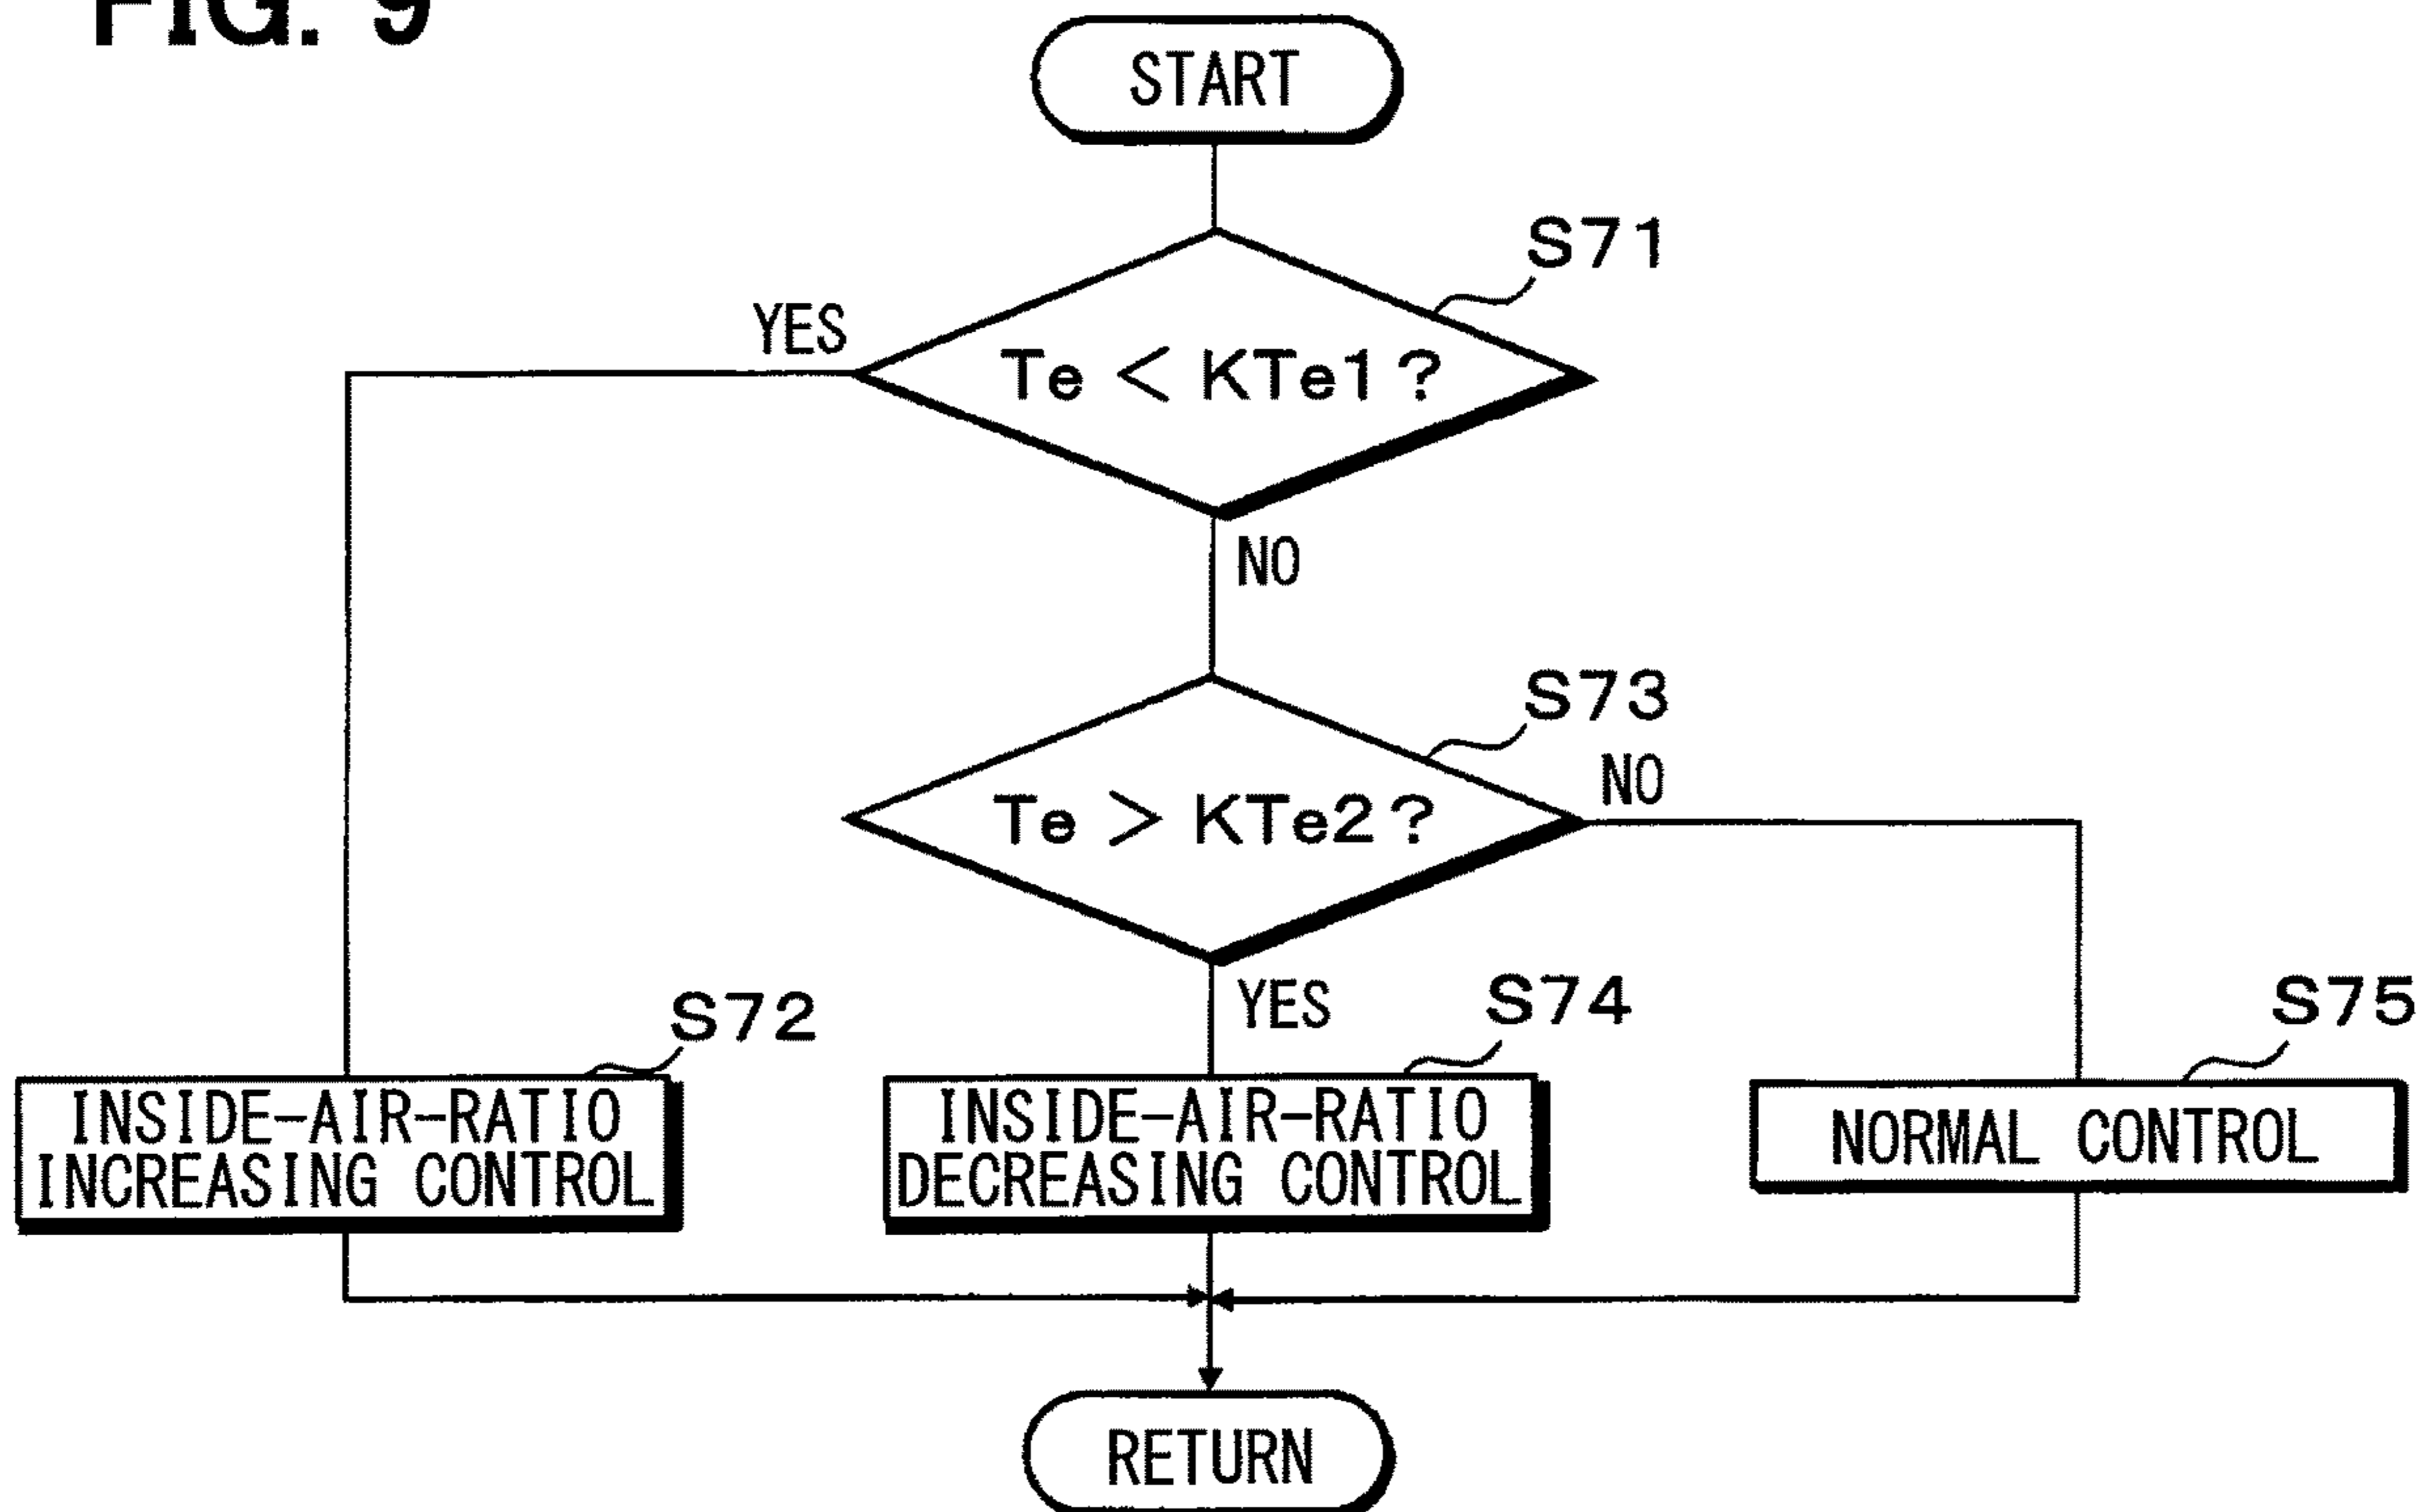 FIG. 9
START
S71
YES
Te < KTe1?
NO
S73
NO
Te > KTe2?
YES
S72
S74
S75
INSIDE-AIR-RATIO
INCREASING CONTROL
INSIDE-AIR-RATIO
DECREASING CONTROL
NORMAL CONTROL
RETURN